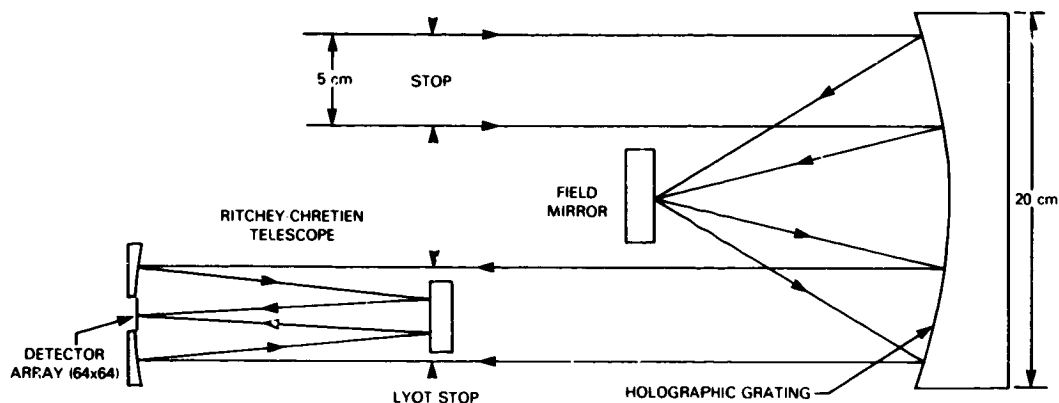 5 cm
STOP
FIELD
MIRROR
20 cm
RITCHEY-CHRETIEN
TELESCOPE
DETECTOR
ARRAY (64x64)
LYOT STOP
HOLOGRAPHIC GRATING